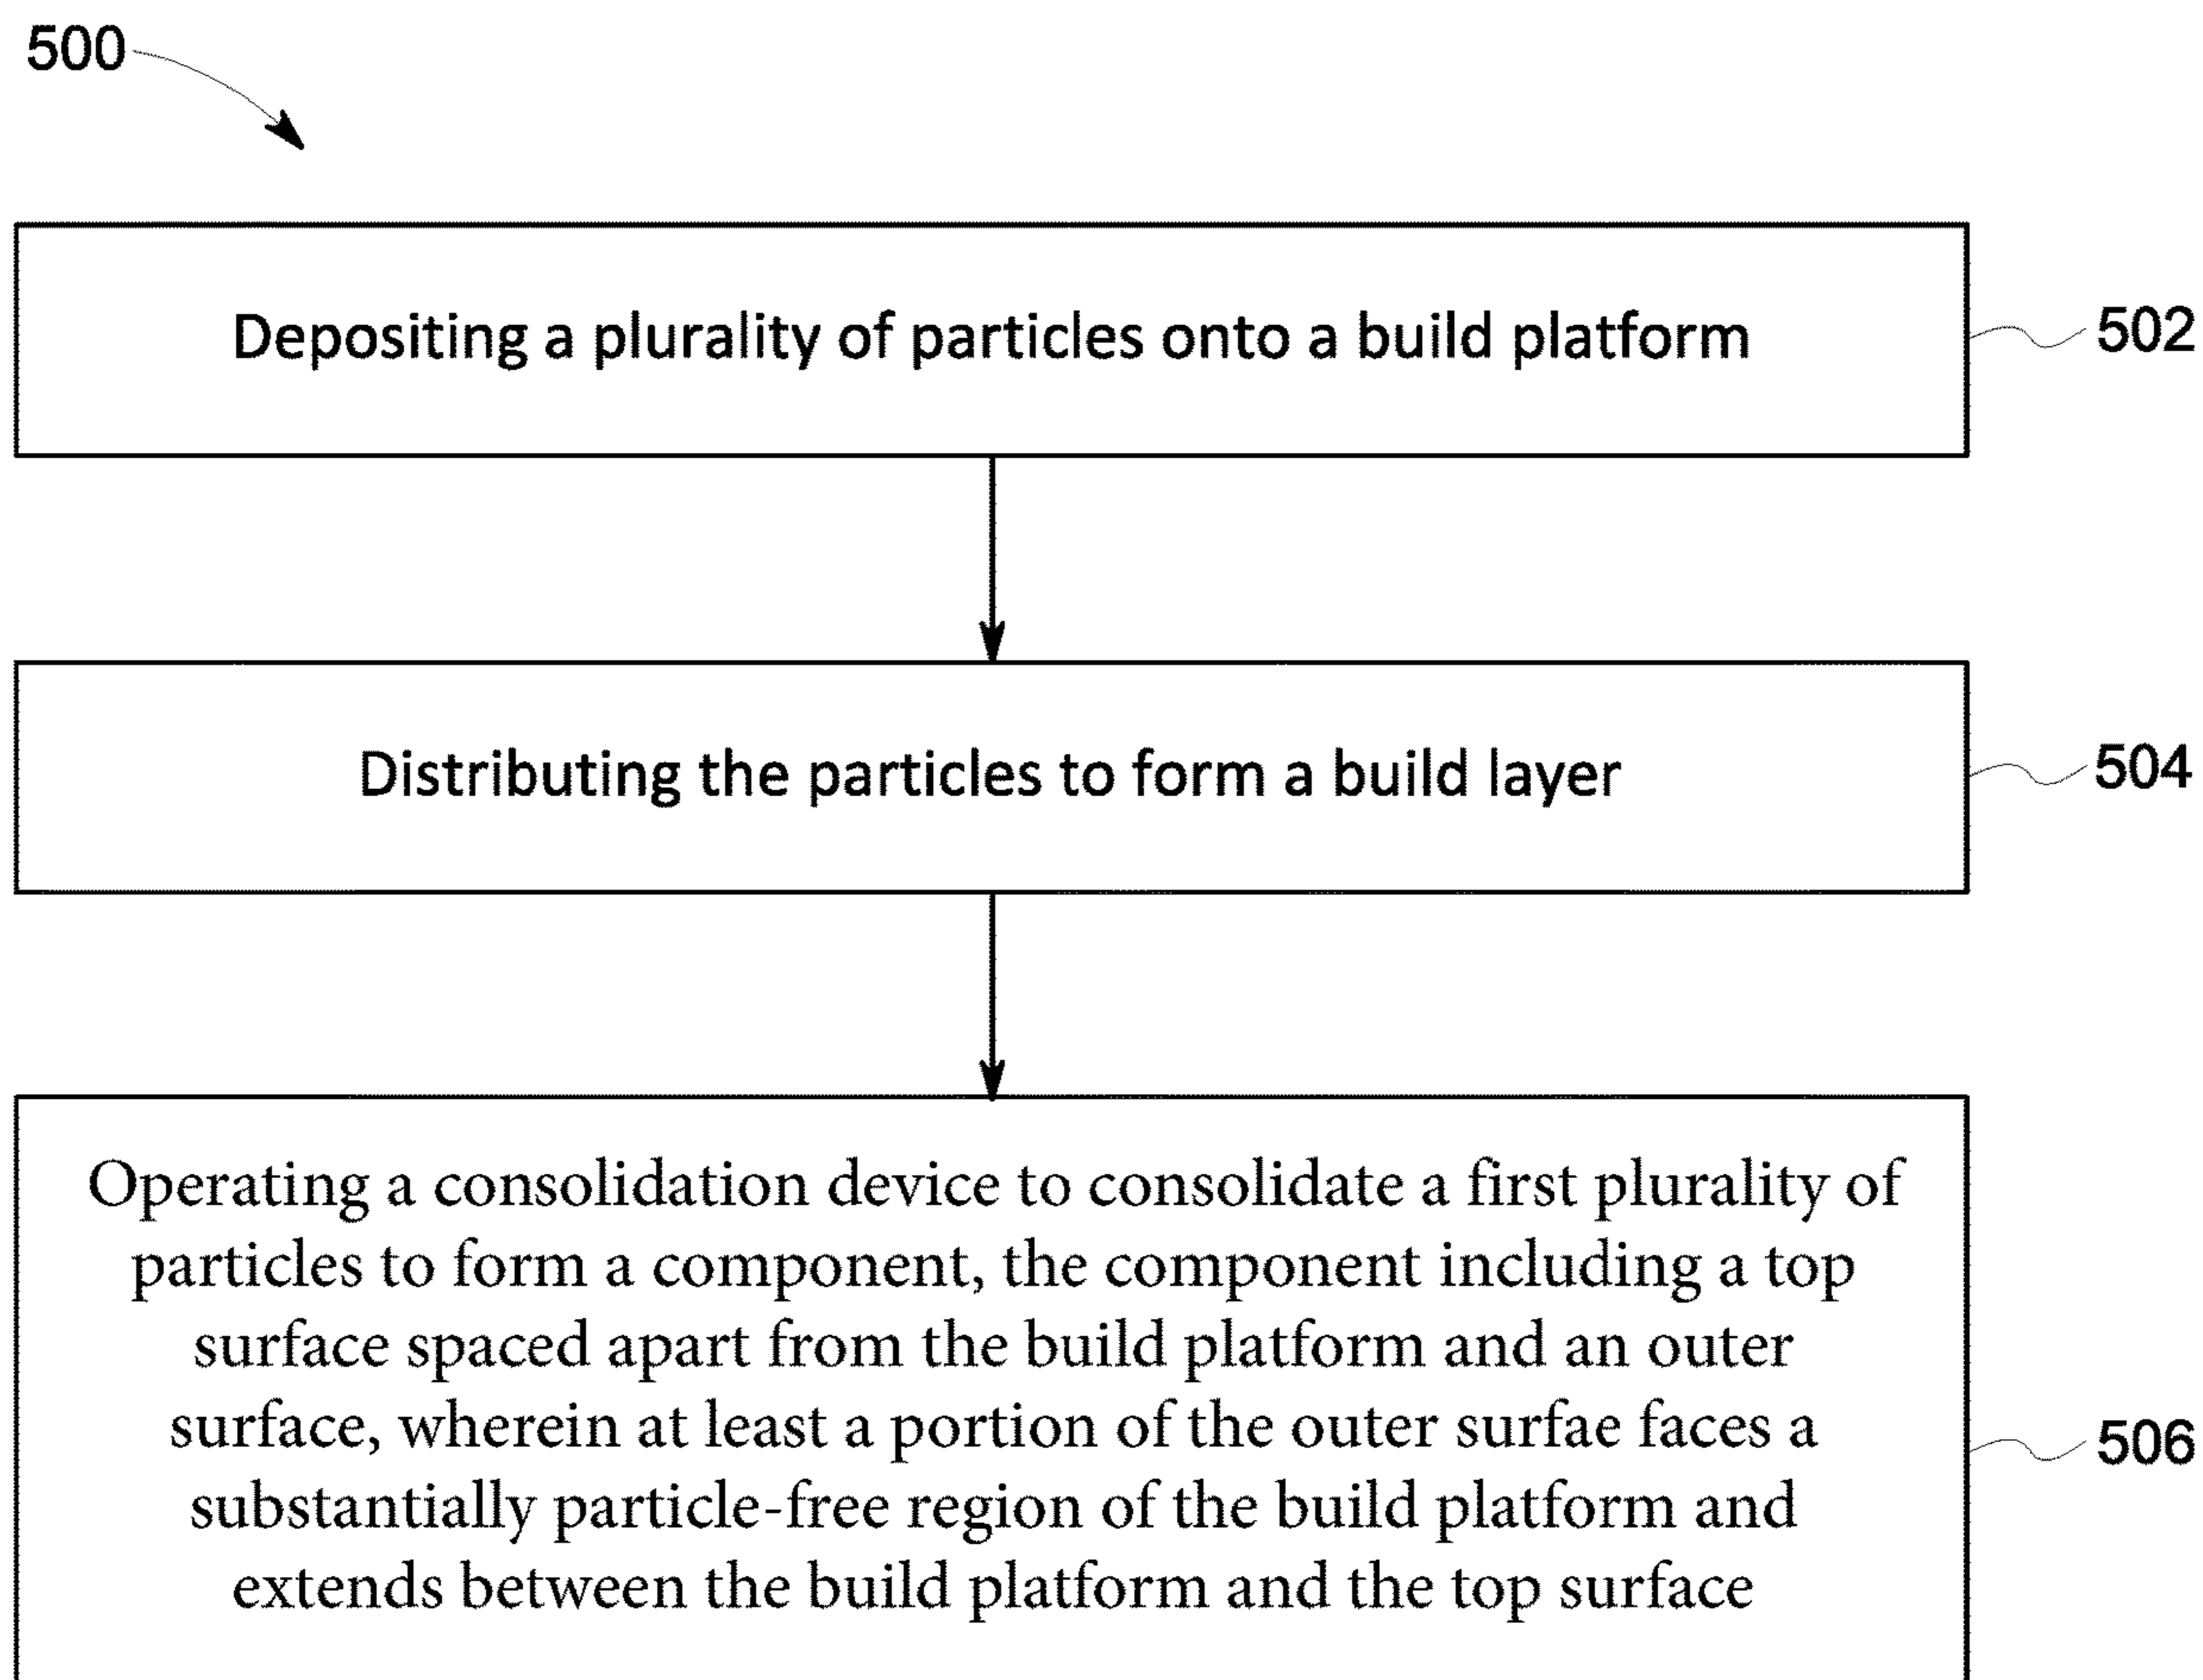 500
Depositing a plurality of particles onto a build platform
502
Distributing the particles to form a build layer
504
Operating a consolidation device to consolidate a first plurality of
particles to form a component, the component including a top
surface spaced apart from the build platform and an outer
surface, wherein at least a portion of the outer surfae faces a
substantially particle-free region of the build platform and
extends between the build platform and the top surface
506